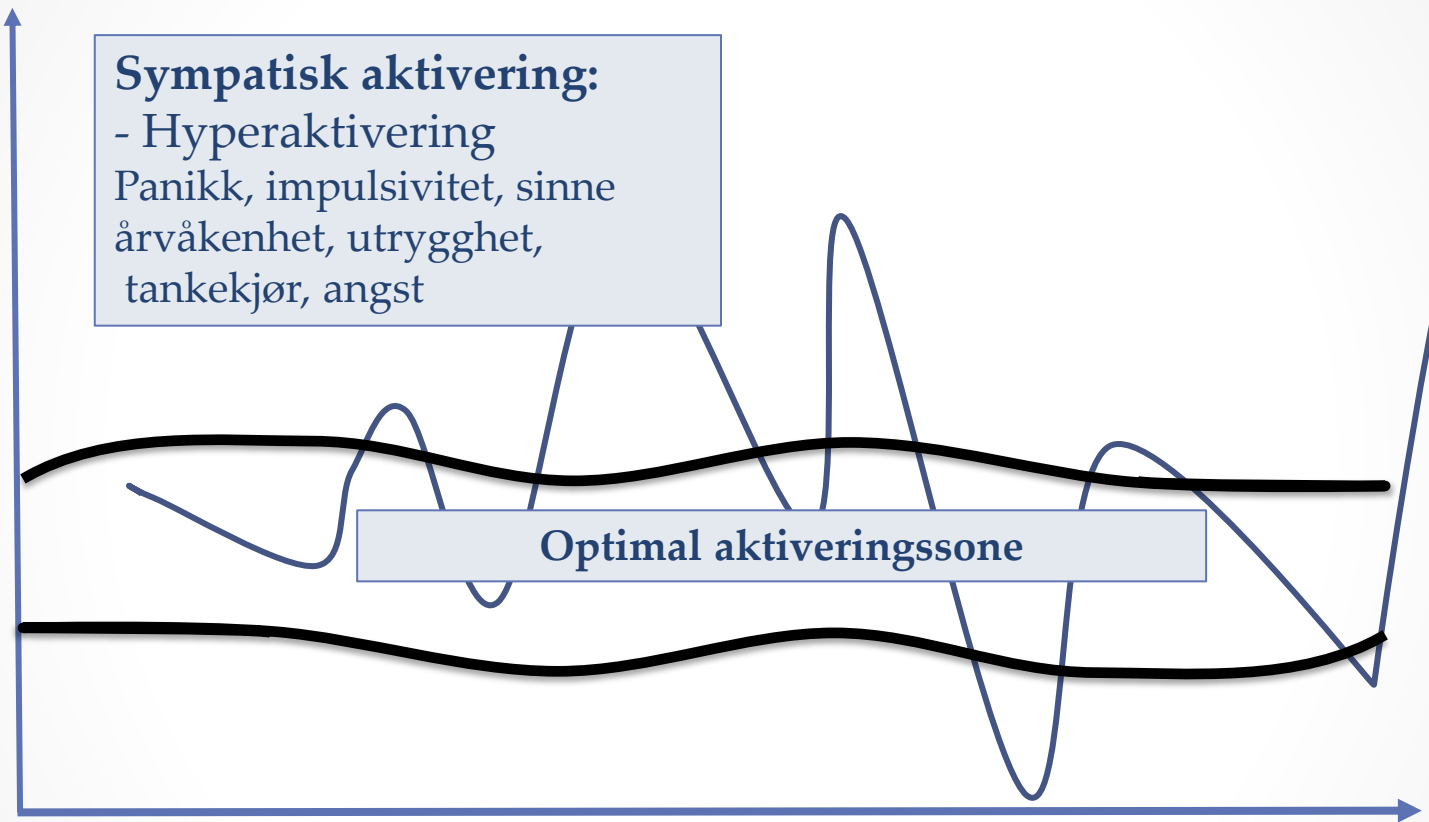 Sympatisk aktivering:
- Hyperaktivering
Panikk, impulsivitet, sinne
årvåkenhet, utrygghet,
tankekjør, angst
Optimal aktiveringssone